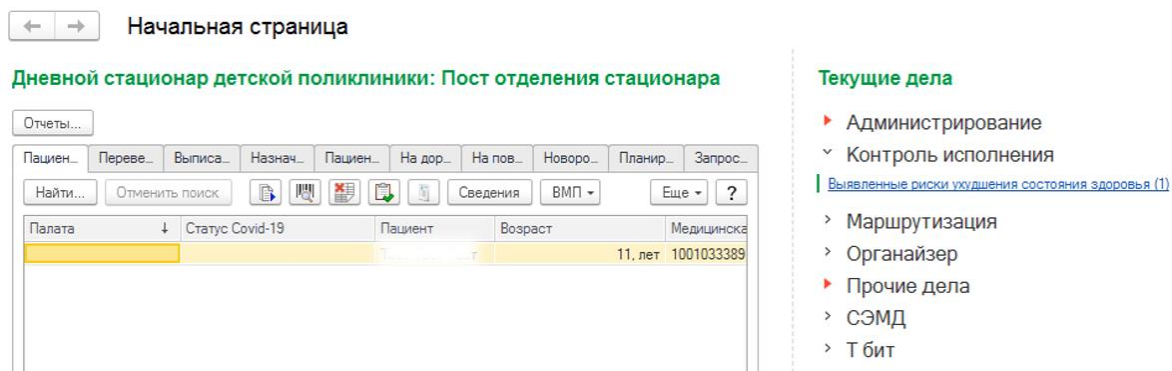 Начальная страница
Дневной стационар детской поликлиники: Пост отделения стационара
Отчеты...
Пациен... Переве... Выписа... Назнач... Пациен... На дор... На пов... Новоро... Планир... Запрос...
Найти... Отменить поиск Сведения ВМП Еще ?
Палата ↓ Статус Covid-19 Пациент Возраст Медицинска
11, лет 1001033389
Текущие дела
Администрирование
Контроль исполнения
Выявленные риски ухудшения состояния здоровья (1)
Маршрутизация
Органайзер
Прочие дела
СЭМД
Т бит